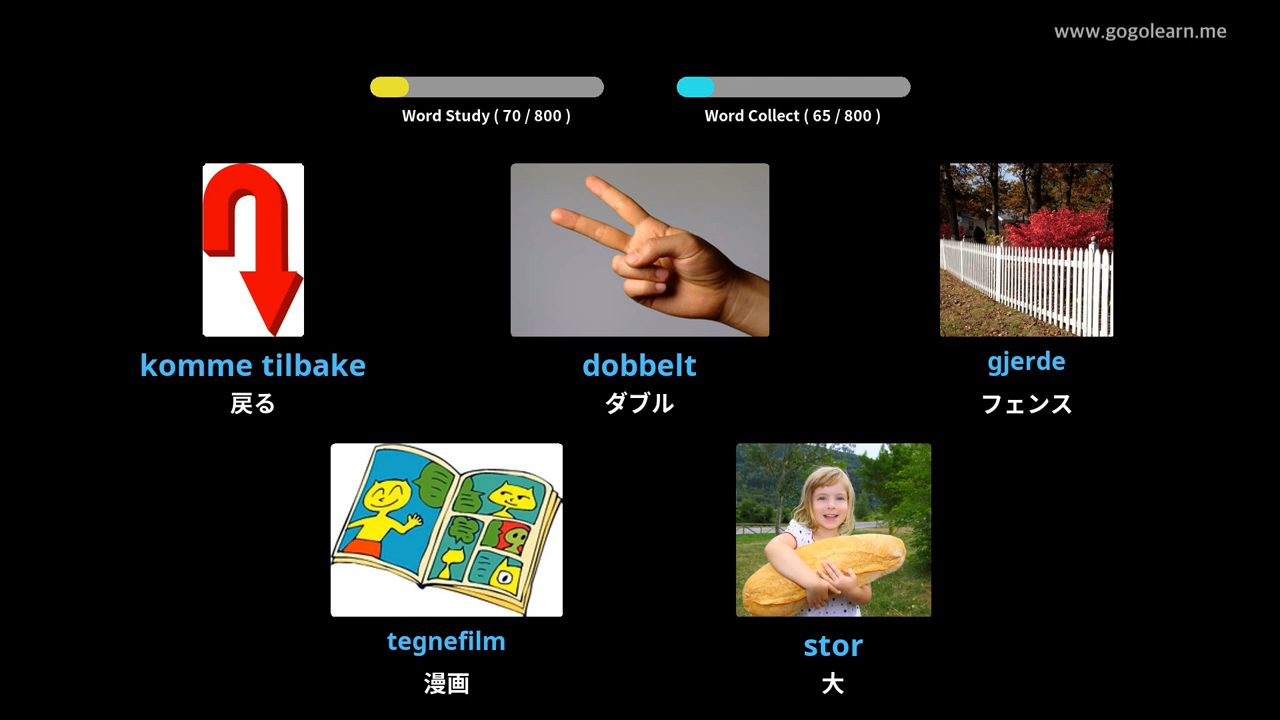 www.gogolearn.me
Word Study ( 70 / 800 )
Word Collect ( 65 / 800 )
komme tilbake
戻る
dobbelt
ダブル
gjerde
フェンス
tegnefilm
漫画
stor
大